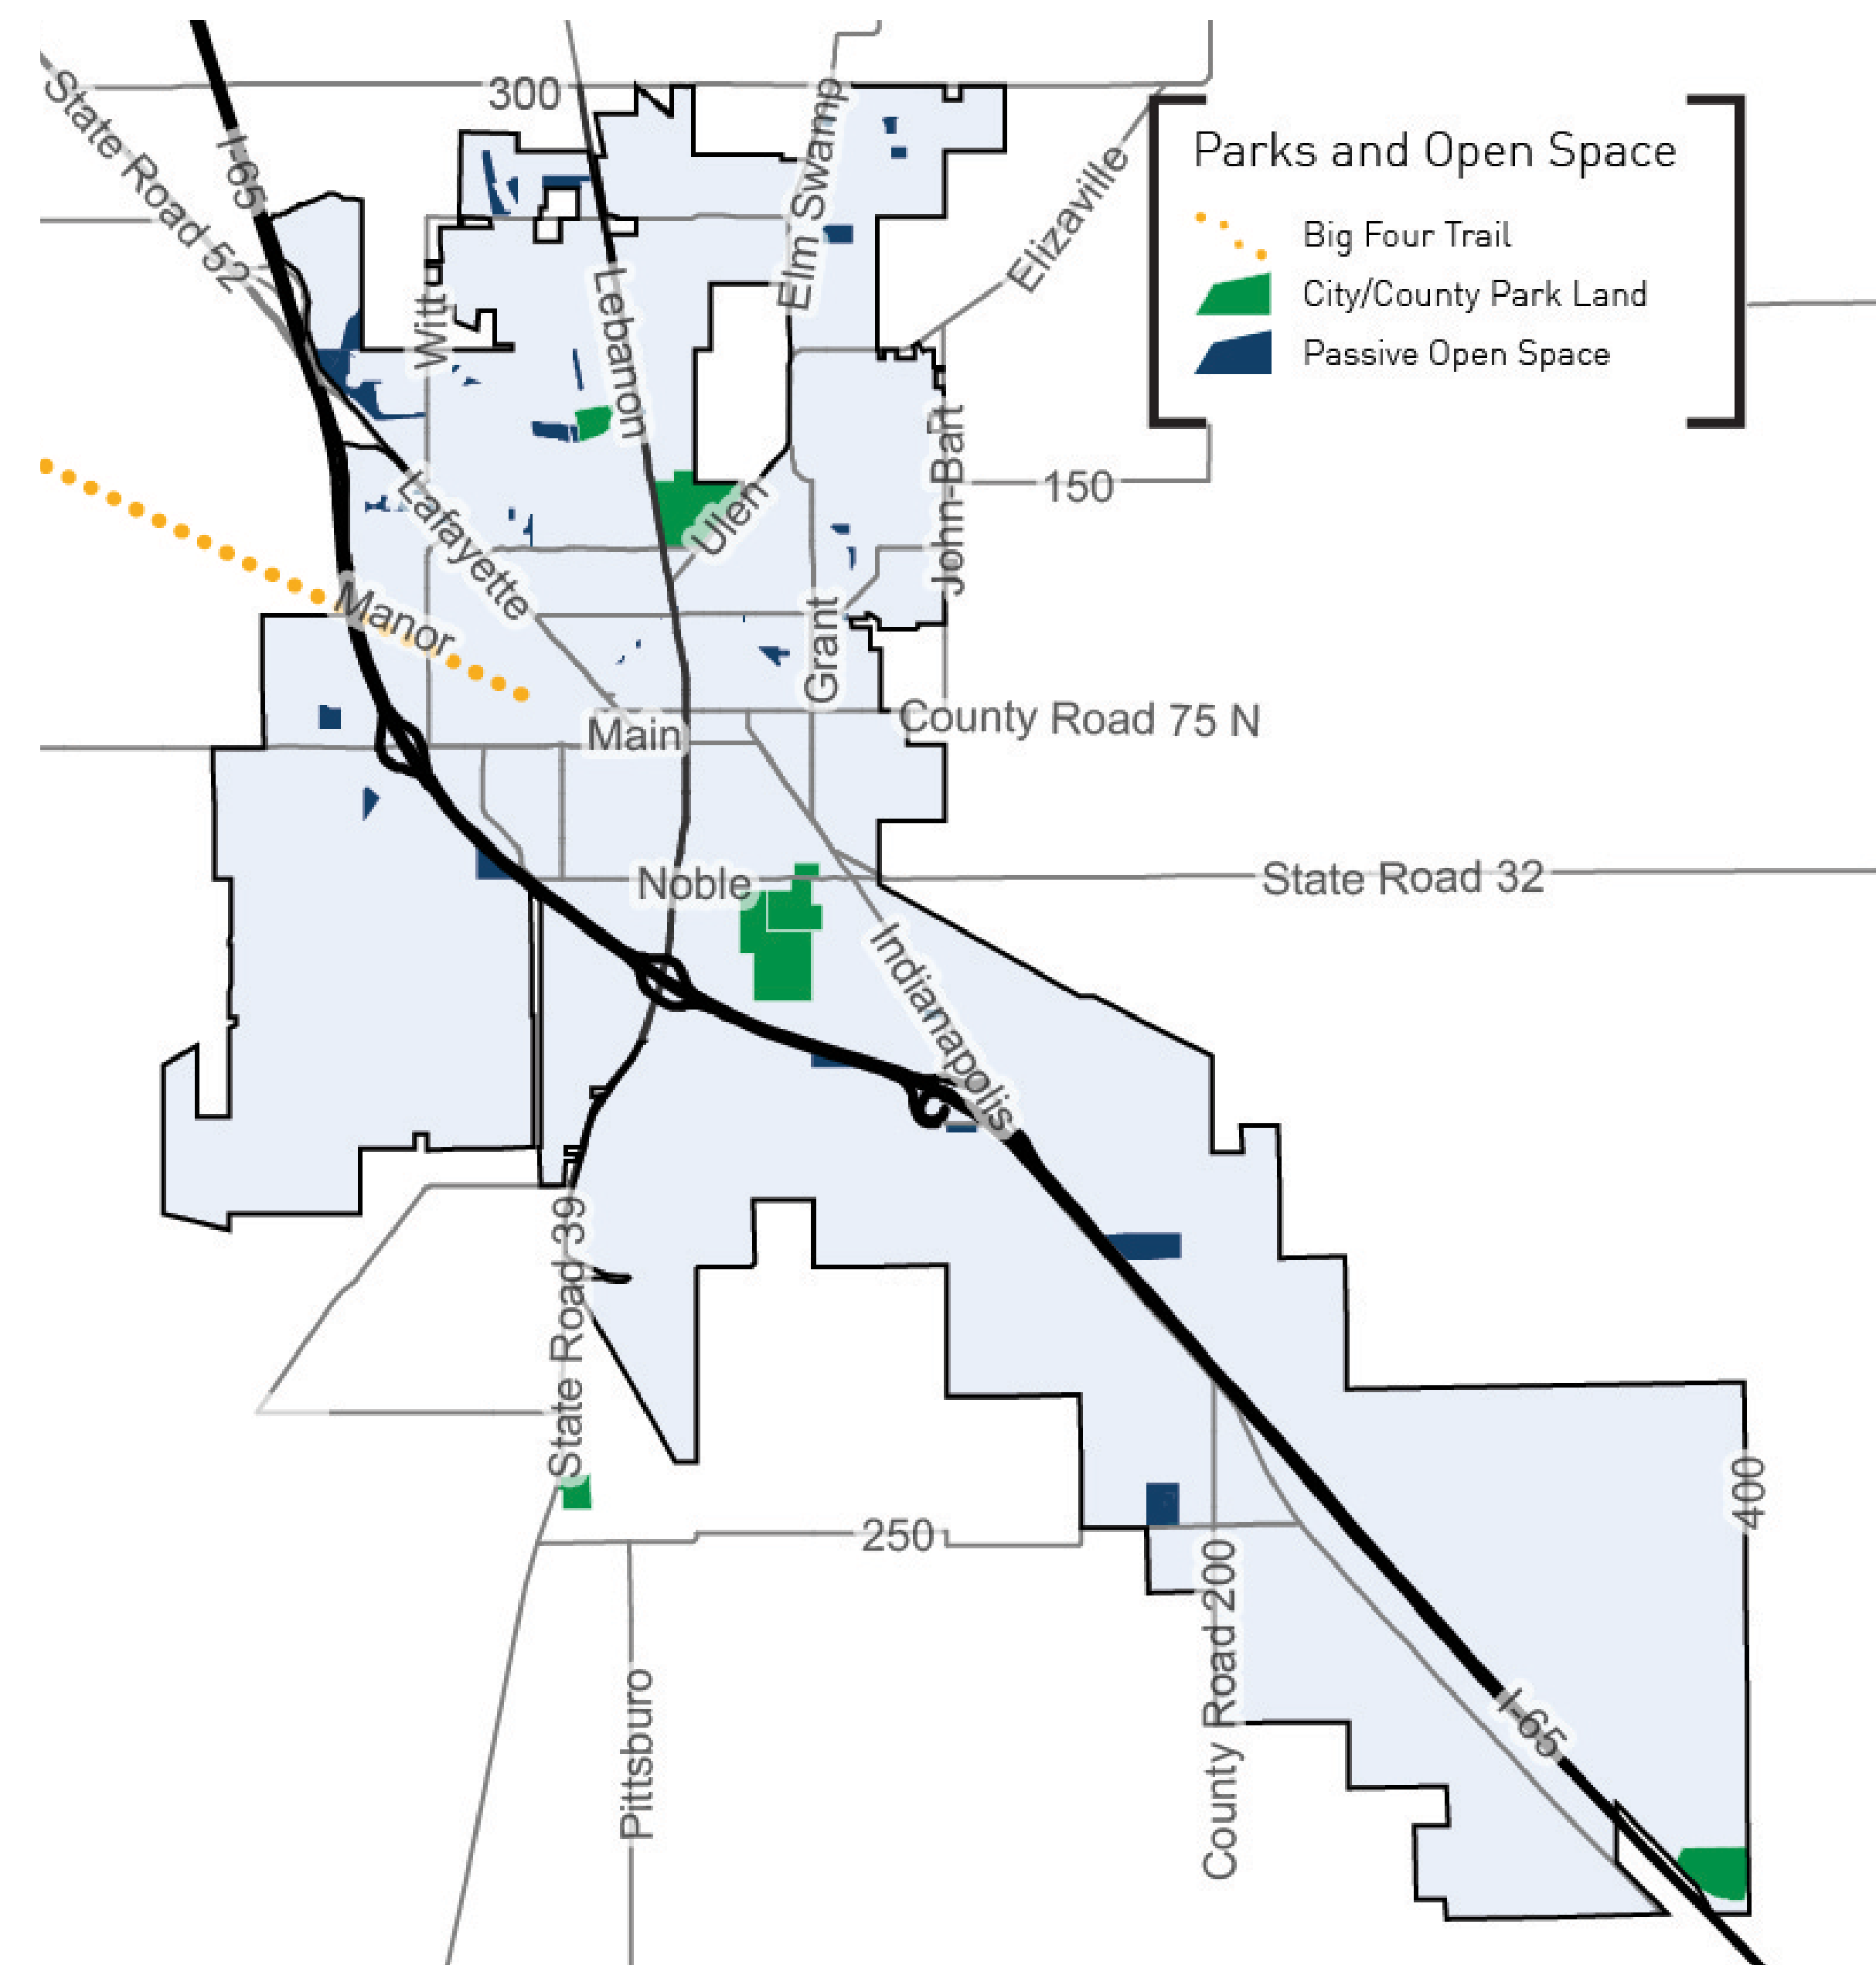 300
State Road 52
I-65
Elm Swamp
Elizaville
Parks and Open Space
Big Four Trail
City/County Park Land
Passive Open Space
Witt
Lebanon
John-Bart
150
Lafayette
Ulen
Manor
Grant
Main
County Road 75 N
Noble
State Road 32
Indianapolis
State Road 39
400
250
County Road 200
Pittsburo
I-65